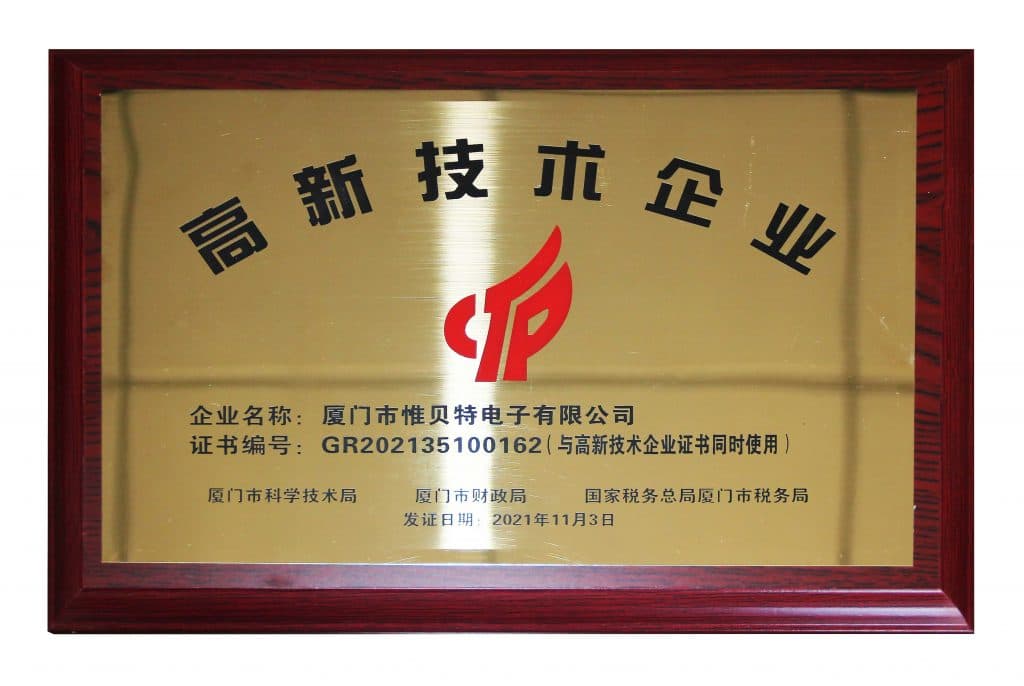 高新技术企业
企业名称：厦门市惟贝特电子有限公司
证书编号：GR202135100162（与高新技术企业证书同时使用）
厦门市科学技术局 厦门市财政局 国家税务总局厦门市税务局
发证日期：2021年11月3日